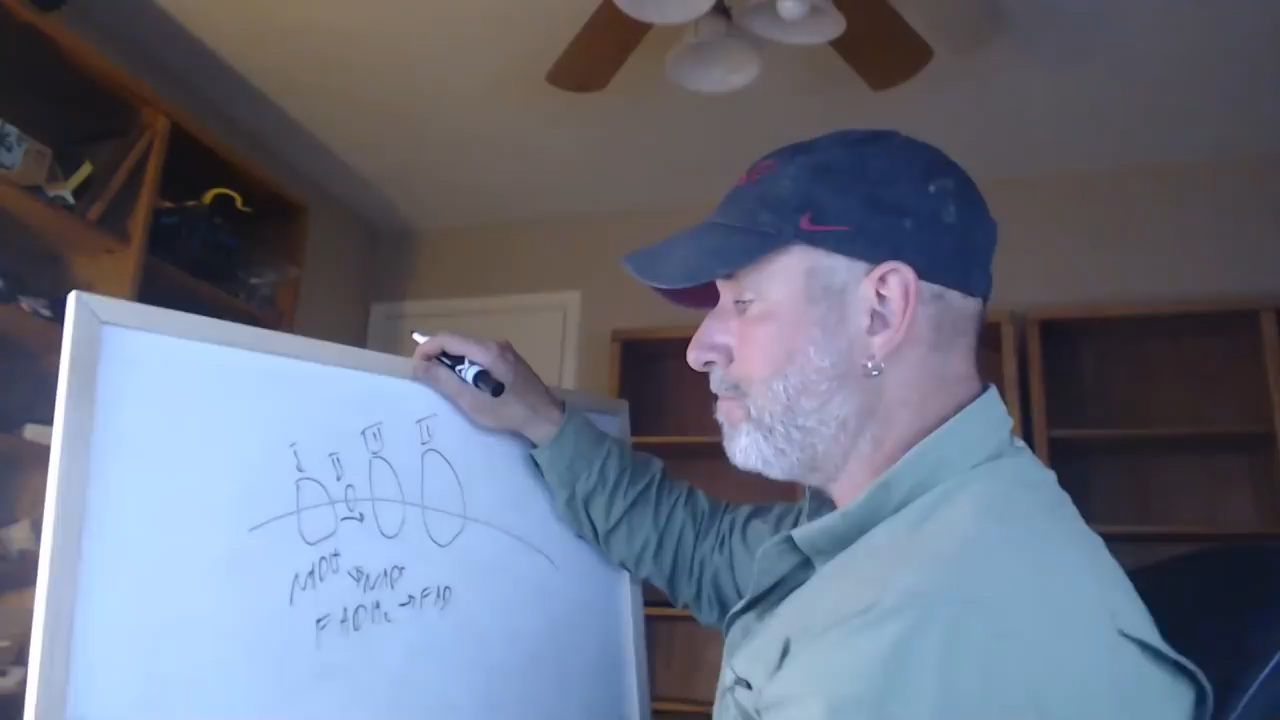 I II III IV
NADH → NAD+
FADH2 → FAD